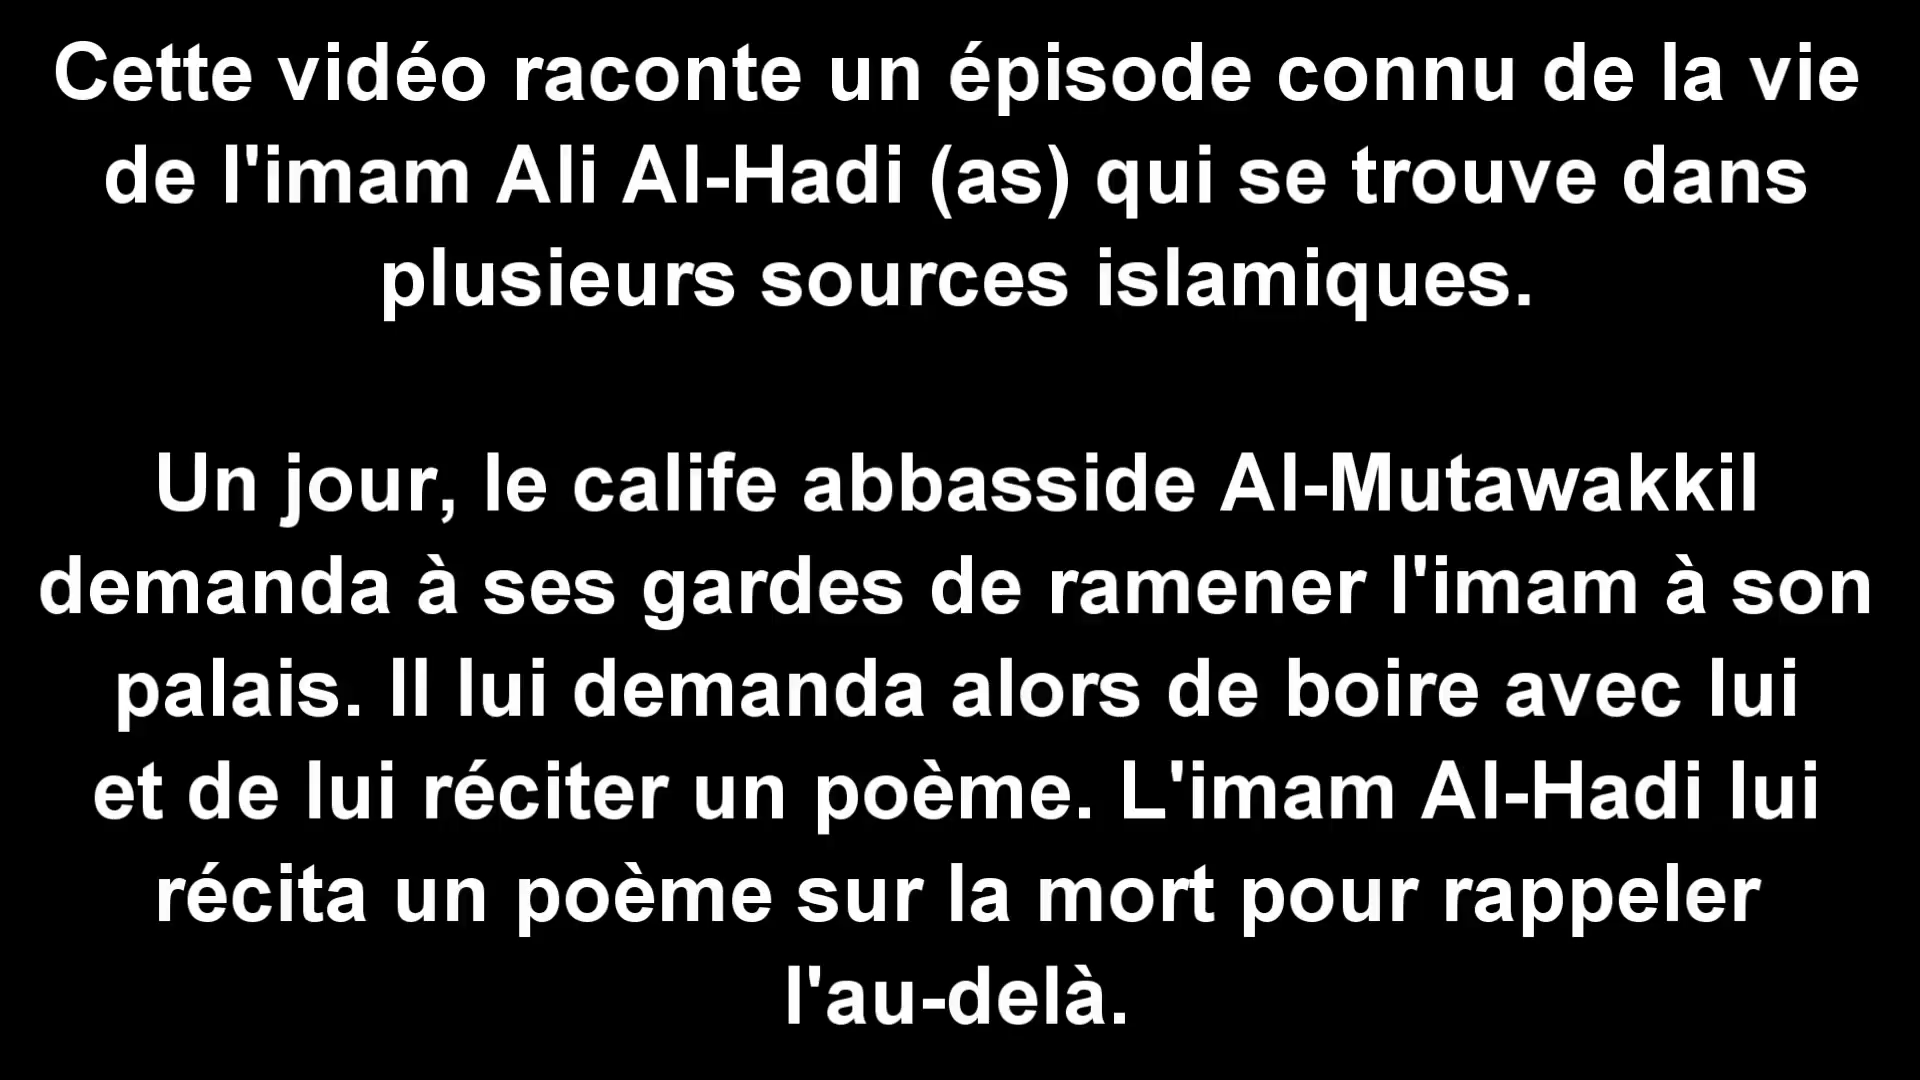 Cette vidéo raconte un épisode connu de la vie
de l'imam Ali Al-Hadi (as) qui se trouve dans
plusieurs sources islamiques.
Un jour, le calife abbasside Al-Mutawakkil
demanda à ses gardes de ramener l'imam à son
palais. Il lui demanda alors de boire avec lui
et de lui réciter un poème. L'imam Al-Hadi lui
récita un poème sur la mort pour rappeler
l'au-delà.